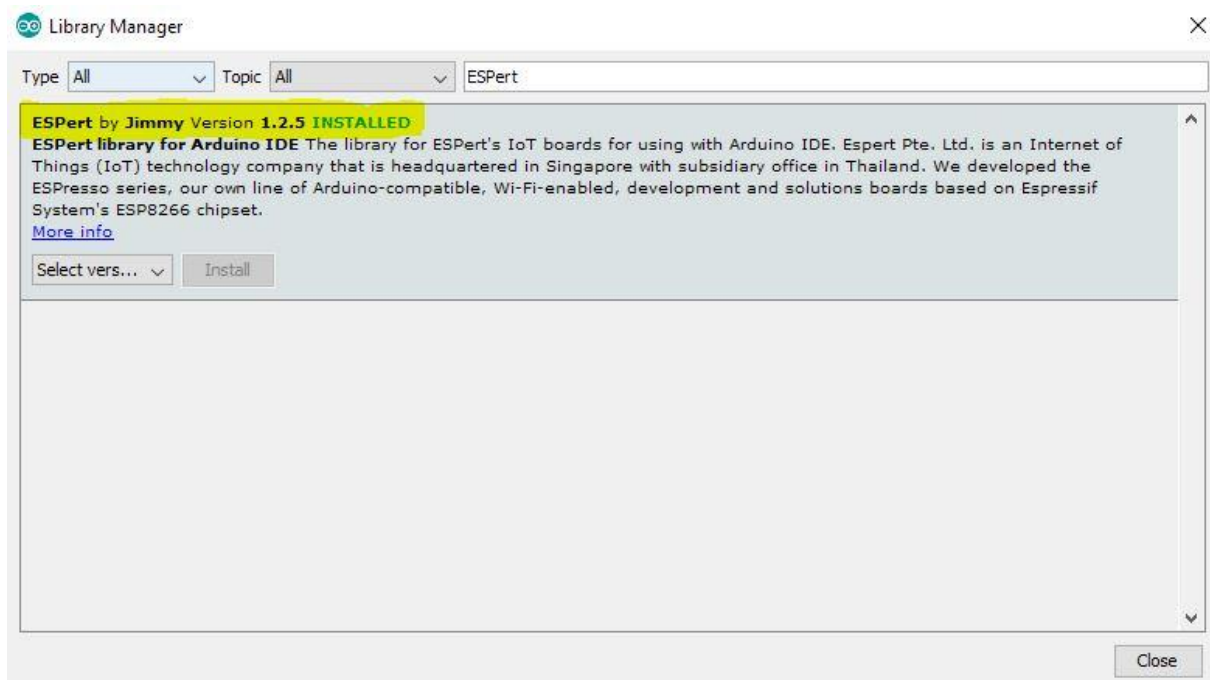 Library Manager
Type All Topic All ESPert
ESPert by Jimmy Version 1.2.5 INSTALLED
ESPert library for Arduino IDE The library for ESPert's IoT boards for using with Arduino IDE. Espert Pte. Ltd. is an Internet of
Things (IoT) technology company that is headquartered in Singapore with subsidiary office in Thailand. We developed the
ESPresso series, our own line of Arduino-compatible, Wi-Fi-enabled, development and solutions boards based on Espressif
System's ESP8266 chipset.
More info
Select vers... Install
Close